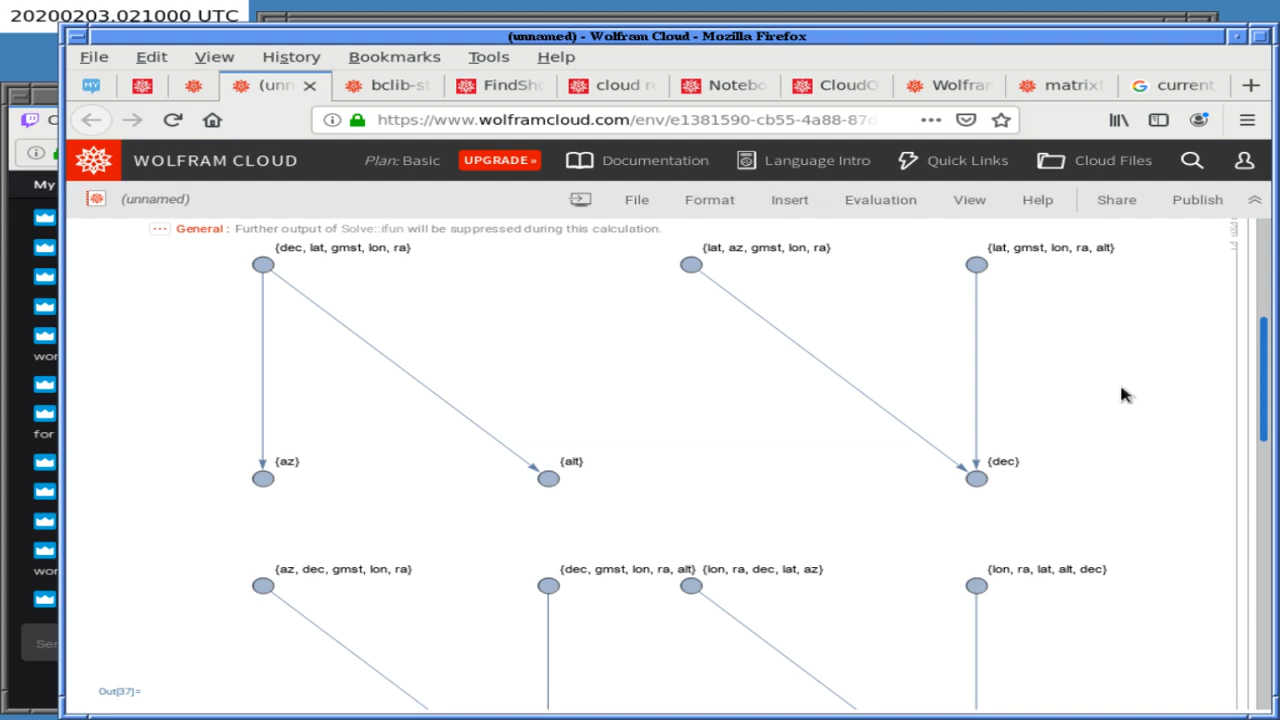 20200203.021000 UTC
(unnamed) - Wolfram Cloud - Mozilla Firefox
File Edit View History Bookmarks Tools Help
MY (unn bclib-st FindSho cloud re Notebo CloudO Wolfran matrixf current
https://www.wolframcloud.com/env/e1381590-cb55-4a88-87c
WOLFRAM CLOUD Plan: Basic UPGRADE » Documentation Language Intro Quick Links Cloud Files
(unnamed) File Format Insert Evaluation View Help Share Publish
My
General : Further output of Solve::ifun will be suppressed during this calculation.
{dec, lat, gmst, lon, ra} {lat, az, gmst, lon, ra} {lat, gmst, lon, ra, alt}
wor
for
{az} {alt} {dec}
{az, dec, gmst, lon, ra} {dec, gmst, lon, ra, alt} {lon, ra, dec, lat, az} {lon, ra, lat, alt, dec}
wor
Sen
Out[37]=